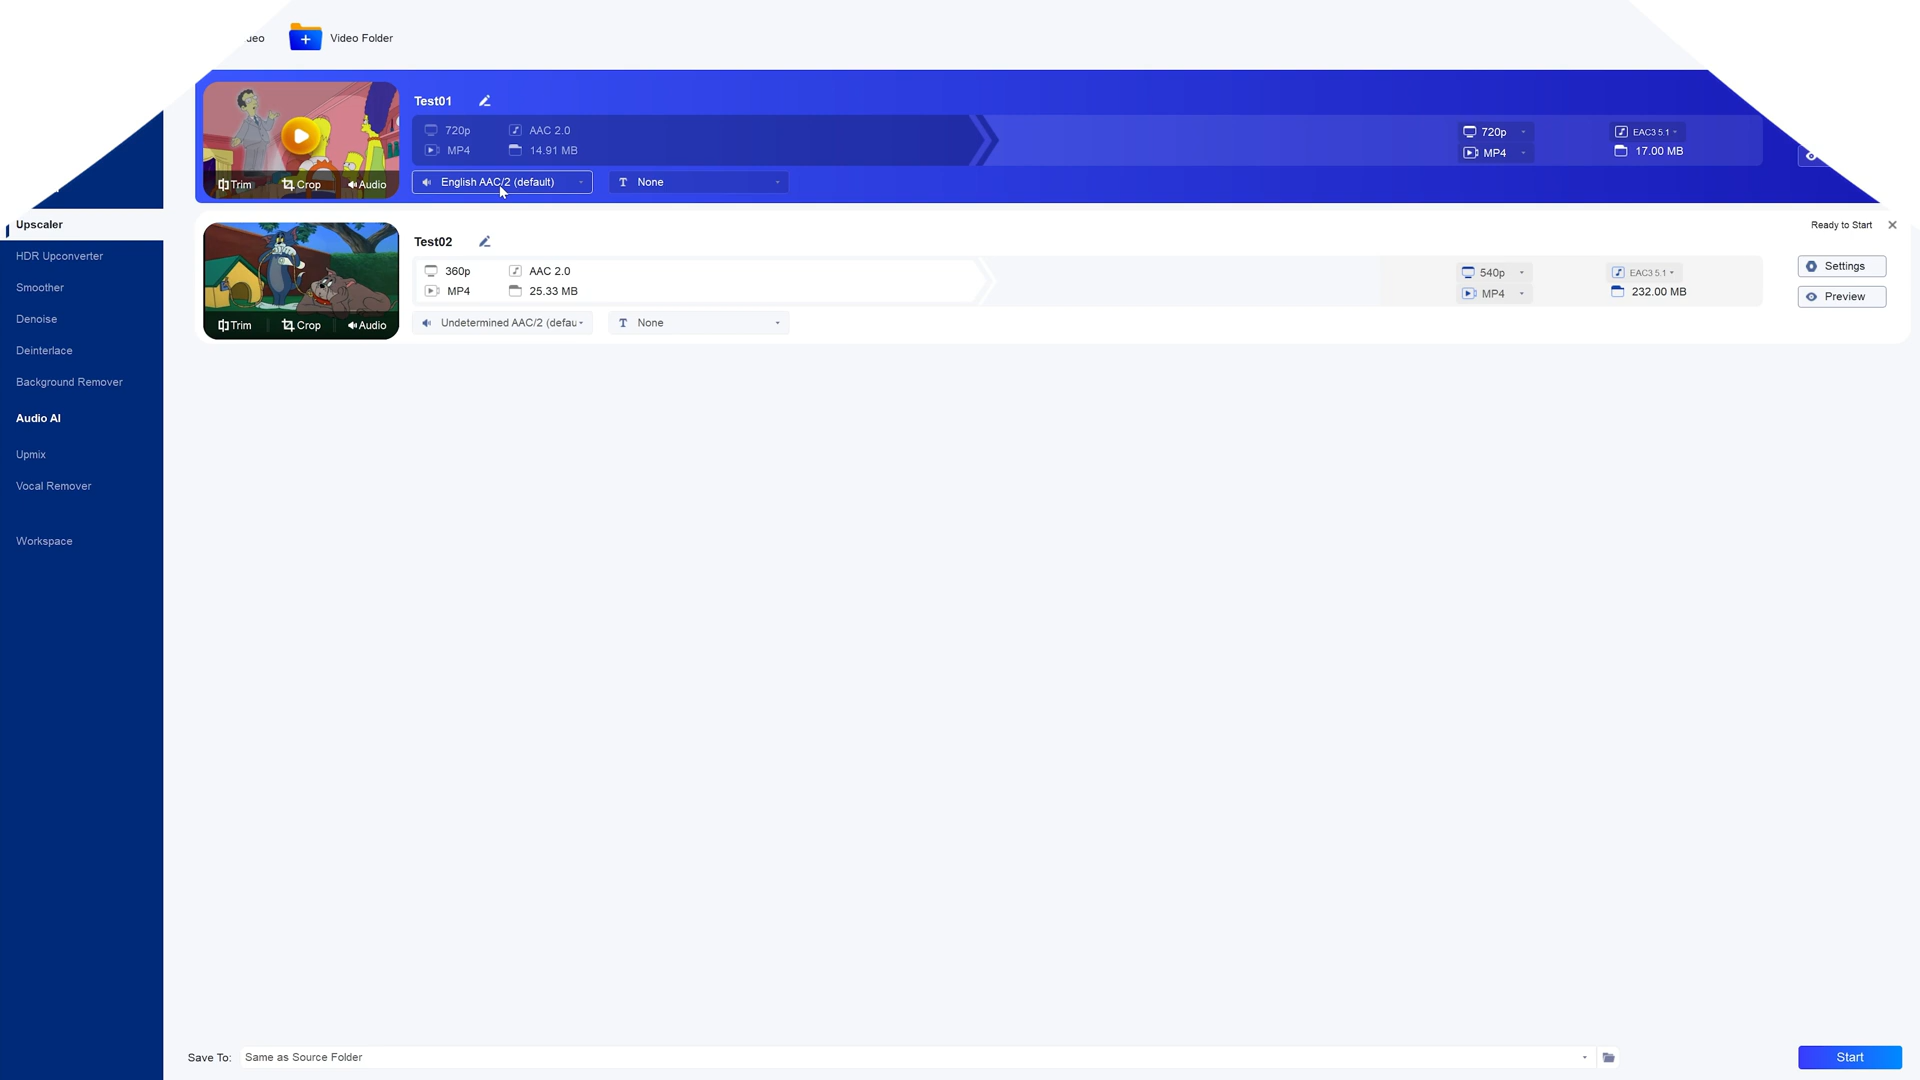 Video Folder
Test01
720p AAC 2.0
MP4 14.91 MB
720p EAC3 5.1
MP4 17.00 MB
Trim Crop Audio
English AAC/2 (default) None
Upscaler
HDR Upconverter
Smoother
Denoise
Deinterlace
Background Remover
Audio AI
Upmix
Vocal Remover
Workspace
Ready to Start
Test02
360p AAC 2.0
MP4 25.33 MB
540p EAC3 5.1
MP4 232.00 MB
Settings
Preview
Trim Crop Audio
Undetermined AAC/2 (defau None
Save To: Same as Source Folder
Start